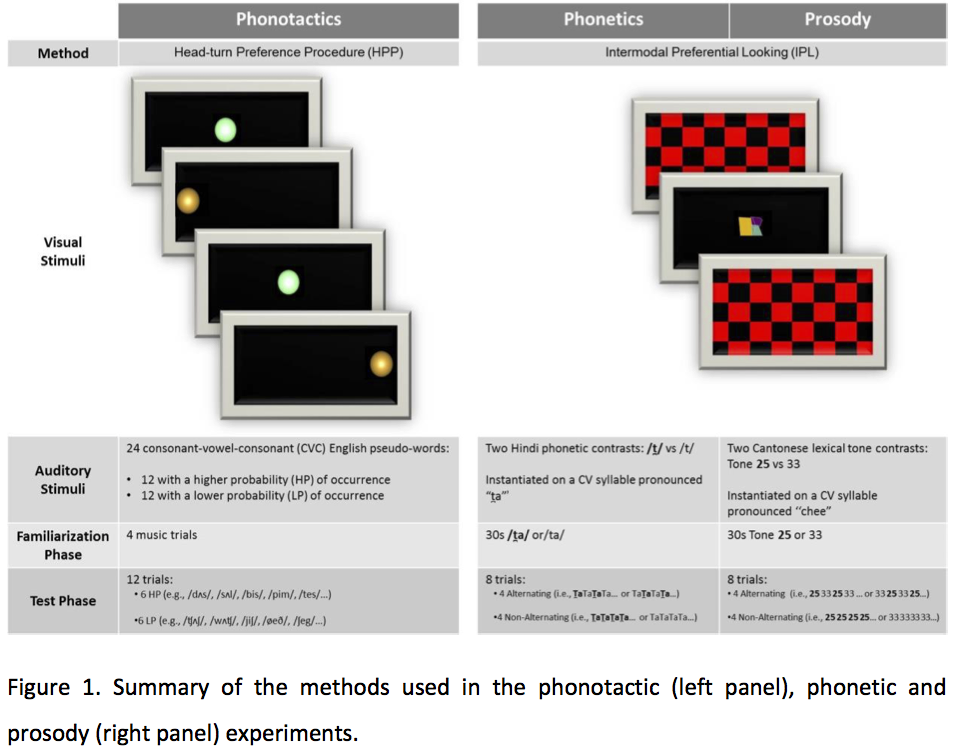 Phonotactics
Phonetics
Prosody
Method
Head-turn Preference Procedure (HPP)
Intermodal Preferential Looking (IPL)
Visual
Stimuli
Auditory
Stimuli
24 consonant-vowel-consonant (CVC) English pseudo-words:
• 12 with a higher probability (HP) of occurrence
• 12 with a lower probability (LP) of occurrence
Two Hindi phonetic contrasts: /t̪/ vs /t/
Instantiated on a CV syllable pronounced
“t̪a”
Two Cantonese lexical tone contrasts:
Tone 25 vs 33
Instantiated on a CV syllable
pronounced “chee”
Familiarization
Phase
4 music trials
30s /t̪a/ or/ta/
30s Tone 25 or 33
Test Phase
12 trials:
• 6 HP (e.g., /dʌs/, /sʌl/, /bis/, /pim/, /tes/…)
•6 LP (e.g., /ʧʌʃ/, /wʌʧ/, /jiʃ/, /øeð/, /ʃeg/…)
8 trials:
• 4 Alternating (i.e., T̪aTaT̪aTa… or TaT̪aTaT̪a…)
•4 Non-Alternating (i.e., T̪aT̪aT̪aT̪a… or TaTaTaTa…)
8 trials:
• 4 Alternating (i.e., 25 33 25 33 … or 33 25 33 25…)
•4 Non-Alternating (i.e., 25 25 25 25… or 33333333…)
Figure 1. Summary of the methods used in the phonotactic (left panel), phonetic and
prosody (right panel) experiments.